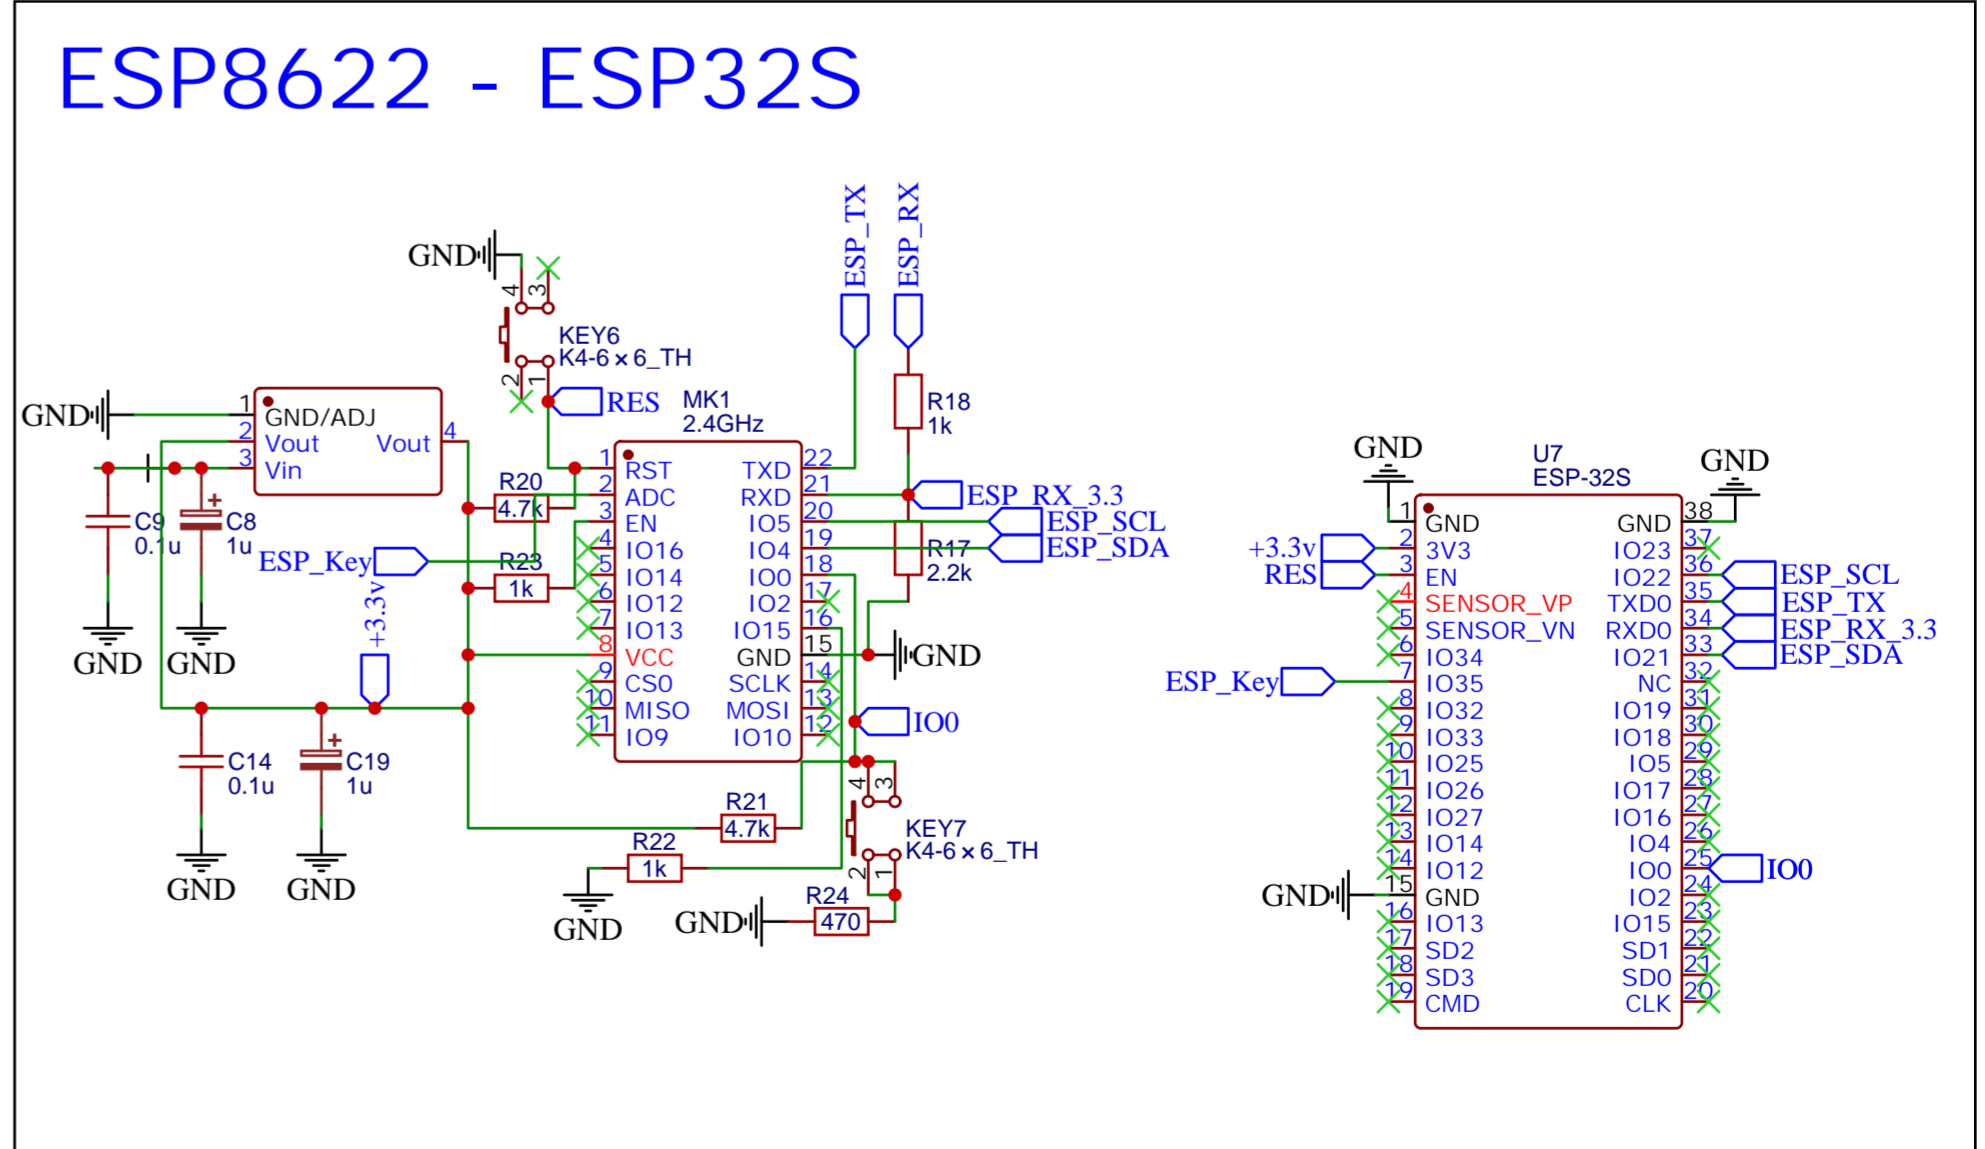 ESP8622 - ESP32S
ESP_TX
ESP_RX
GND
4
3
KEY6
K4-6×6_TH
2
1
RES
GND
1
GND/ADJ
2
Vout
Vout
4
3
Vin
C9
0.1u
C8
1u
GND
GND
ESP_Key
+3.3v
R20
4.7k
R23
1k
MK1
2.4GHz
1
RST
TXD
22
2
ADC
RXD
21
3
EN
IO5
20
4
IO16
IO4
19
5
IO14
IO0
18
6
IO12
IO2
17
7
IO13
IO15
16
8
VCC
GND
15
9
CS0
SCLK
14
10
MISO
MOSI
13
11
IO9
IO10
12
R18
1k
ESP_RX_3.3
ESP_SCL
ESP_SDA
R17
2.2k
GND
IO0
C14
0.1u
C19
1u
GND
GND
R21
4.7k
R22
1k
GND
4
3
KEY7
K4-6×6_TH
2
1
R24
470
GND
U7
ESP-32S
GND
GND
1
GND
GND
38
+3.3v
2
3V3
IO23
37
RES
3
EN
IO22
36
ESP_SCL
4
SENSOR_VP
TXD0
35
ESP_TX
5
SENSOR_VN
RXD0
34
ESP_RX_3.3
6
IO34
IO21
33
ESP_SDA
ESP_Key
7
IO35
NC
32
8
IO32
IO19
31
9
IO33
IO18
30
10
IO25
IO5
29
11
IO26
IO17
28
12
IO27
IO16
27
13
IO14
IO4
26
14
IO12
IO0
25
IO0
GND
15
GND
IO2
24
16
IO13
IO15
23
17
SD2
SD1
22
18
SD3
SD0
21
19
CMD
CLK
20